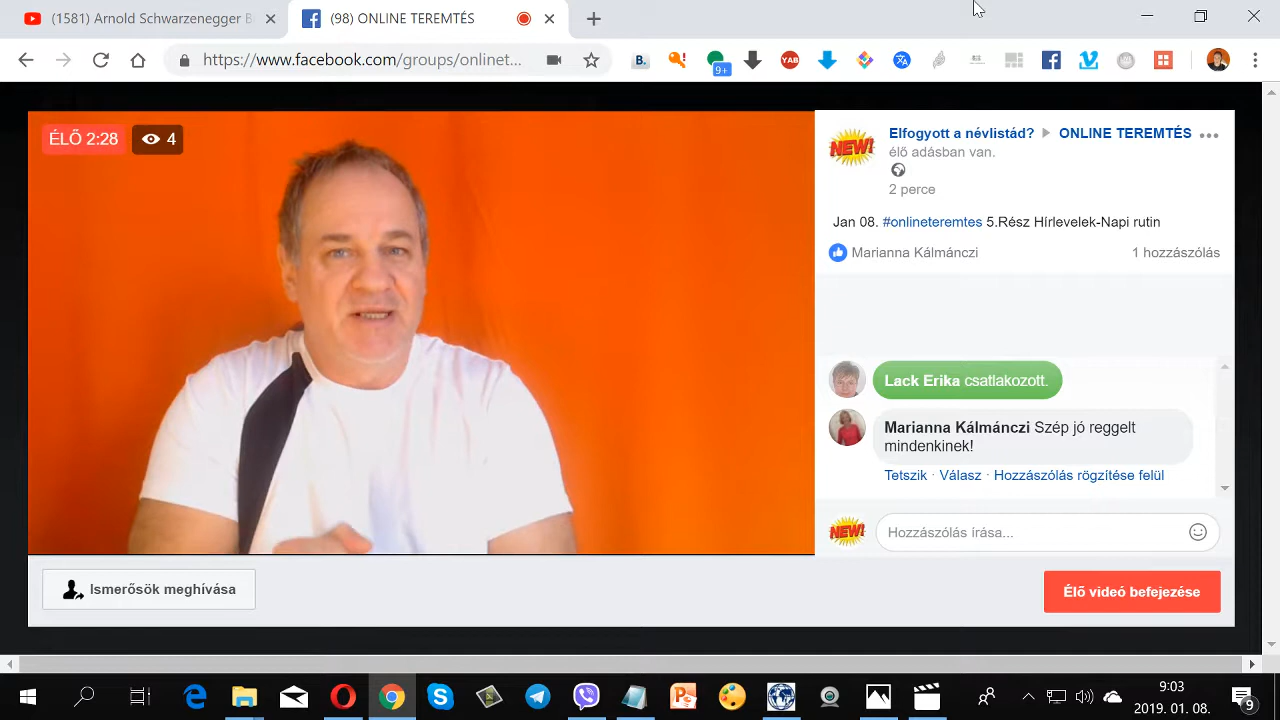 (1581) Arnold Schwarzenegger B
(98) ONLINE TEREMTÉS
https://www.facebook.com/groups/onlinet...
B.
9+
YAB
ÉLŐ 2:28
4
NEW!
Elfogyott a névlistád? ▶ ONLINE TEREMTÉS
élő adásban van.
2 perce
Jan 08. #onlineteremtes 5.Rész Hírlevelek-Napi rutin
Marianna Kálmánczi
1 hozzászólás
Lack Erika csatlakozott.
Marianna Kálmánczi Szép jó reggelt
mindenkinek!
Tetszik · Válasz · Hozzászólás rögzítése felül
NEW!
Hozzászólás írása...
Ismerősök meghívása
Élő videó befejezése
9:03
2019. 01. 08.
9